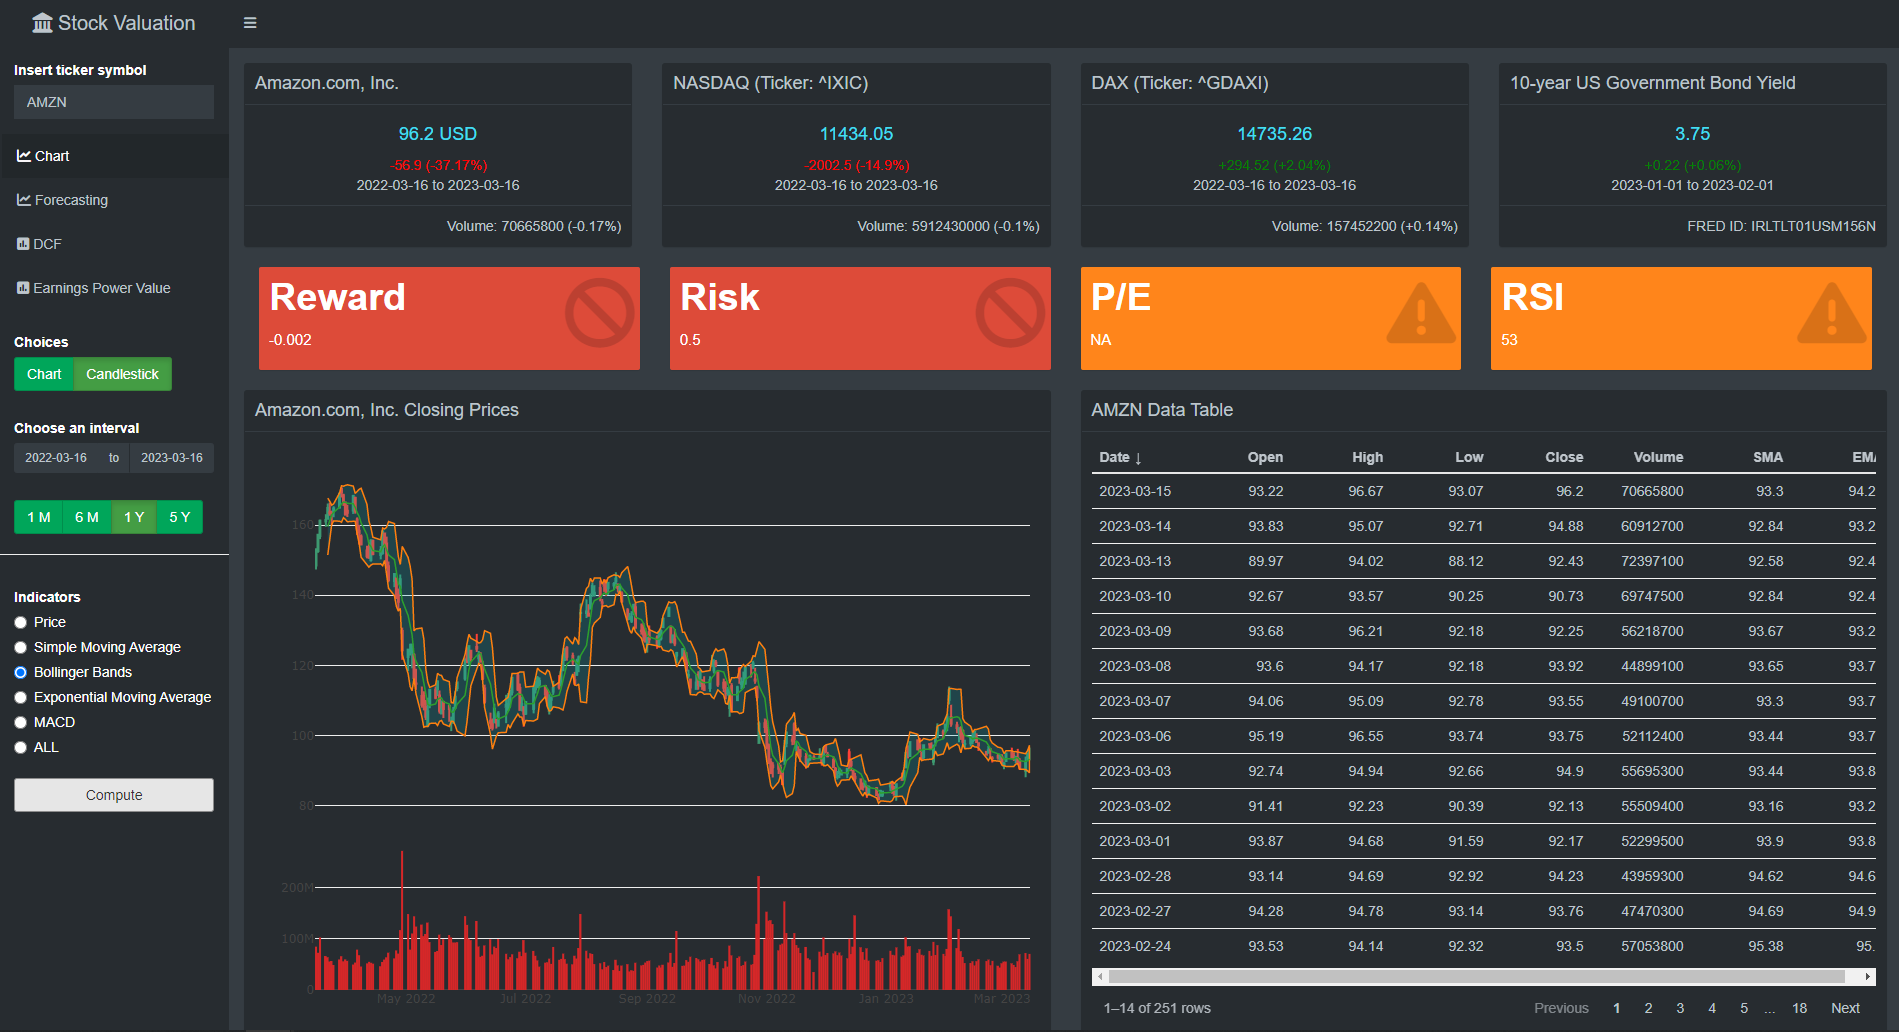 Stock Valuation
Insert ticker symbol
AMZN
Chart
Forecasting
DCF
Earnings Power Value
Choices
Chart Candlestick
Choose an interval
2022-03-16 to 2023-03-16
1 M 6 M 1 Y 5 Y
Indicators
Price
Simple Moving Average
Bollinger Bands
Exponential Moving Average
MACD
ALL
Compute
Amazon.com, Inc.
96.2 USD
-56.9 (-37.17%)
2022-03-16 to 2023-03-16
Volume: 70665800 (-0.17%)
NASDAQ (Ticker: ^IXIC)
11434.05
-2002.5 (-14.9%)
2022-03-16 to 2023-03-16
Volume: 5912430000 (-0.1%)
DAX (Ticker: ^GDAXI)
14735.26
+294.52 (+2.04%)
2022-03-16 to 2023-03-16
Volume: 157452200 (+0.14%)
10-year US Government Bond Yield
3.75
+0.22 (+0.06%)
2023-01-01 to 2023-02-01
FRED ID: IRLTLT01USM156N
Reward
-0.002
Risk
0.5
P/E
NA
RSI
53
Amazon.com, Inc. Closing Prices
160
140
120
100
80
200M
100M
0
May 2022 Jul 2022 Sep 2022 Nov 2022 Jan 2023 Mar 2023
AMZN Data Table
Date ↓ Open High Low Close Volume SMA EMA
2023-03-15 93.22 96.67 93.07 96.2 70665800 93.3 94.2
2023-03-14 93.83 95.07 92.71 94.88 60912700 92.84 93.2
2023-03-13 89.97 94.02 88.12 92.43 72397100 92.58 92.4
2023-03-10 92.67 93.57 90.25 90.73 69747500 92.84 92.4
2023-03-09 93.68 96.21 92.18 92.25 56218700 93.67 93.2
2023-03-08 93.6 94.17 92.18 93.92 44899100 93.65 93.7
2023-03-07 94.06 95.09 92.78 93.55 49100700 93.3 93.7
2023-03-06 95.19 96.55 93.74 93.75 52112400 93.44 93.7
2023-03-03 92.74 94.94 92.66 94.9 55695300 93.44 93.8
2023-03-02 91.41 92.23 90.39 92.13 55509400 93.16 93.2
2023-03-01 93.87 94.68 91.59 92.17 52299500 93.9 93.8
2023-02-28 93.14 94.69 92.92 94.23 43959300 94.62 94.6
2023-02-27 94.28 94.78 93.14 93.76 47470300 94.69 94.9
2023-02-24 93.53 94.14 92.32 93.5 57053800 95.38 95.
1–14 of 251 rows
Previous 1 2 3 4 5 ... 18 Next